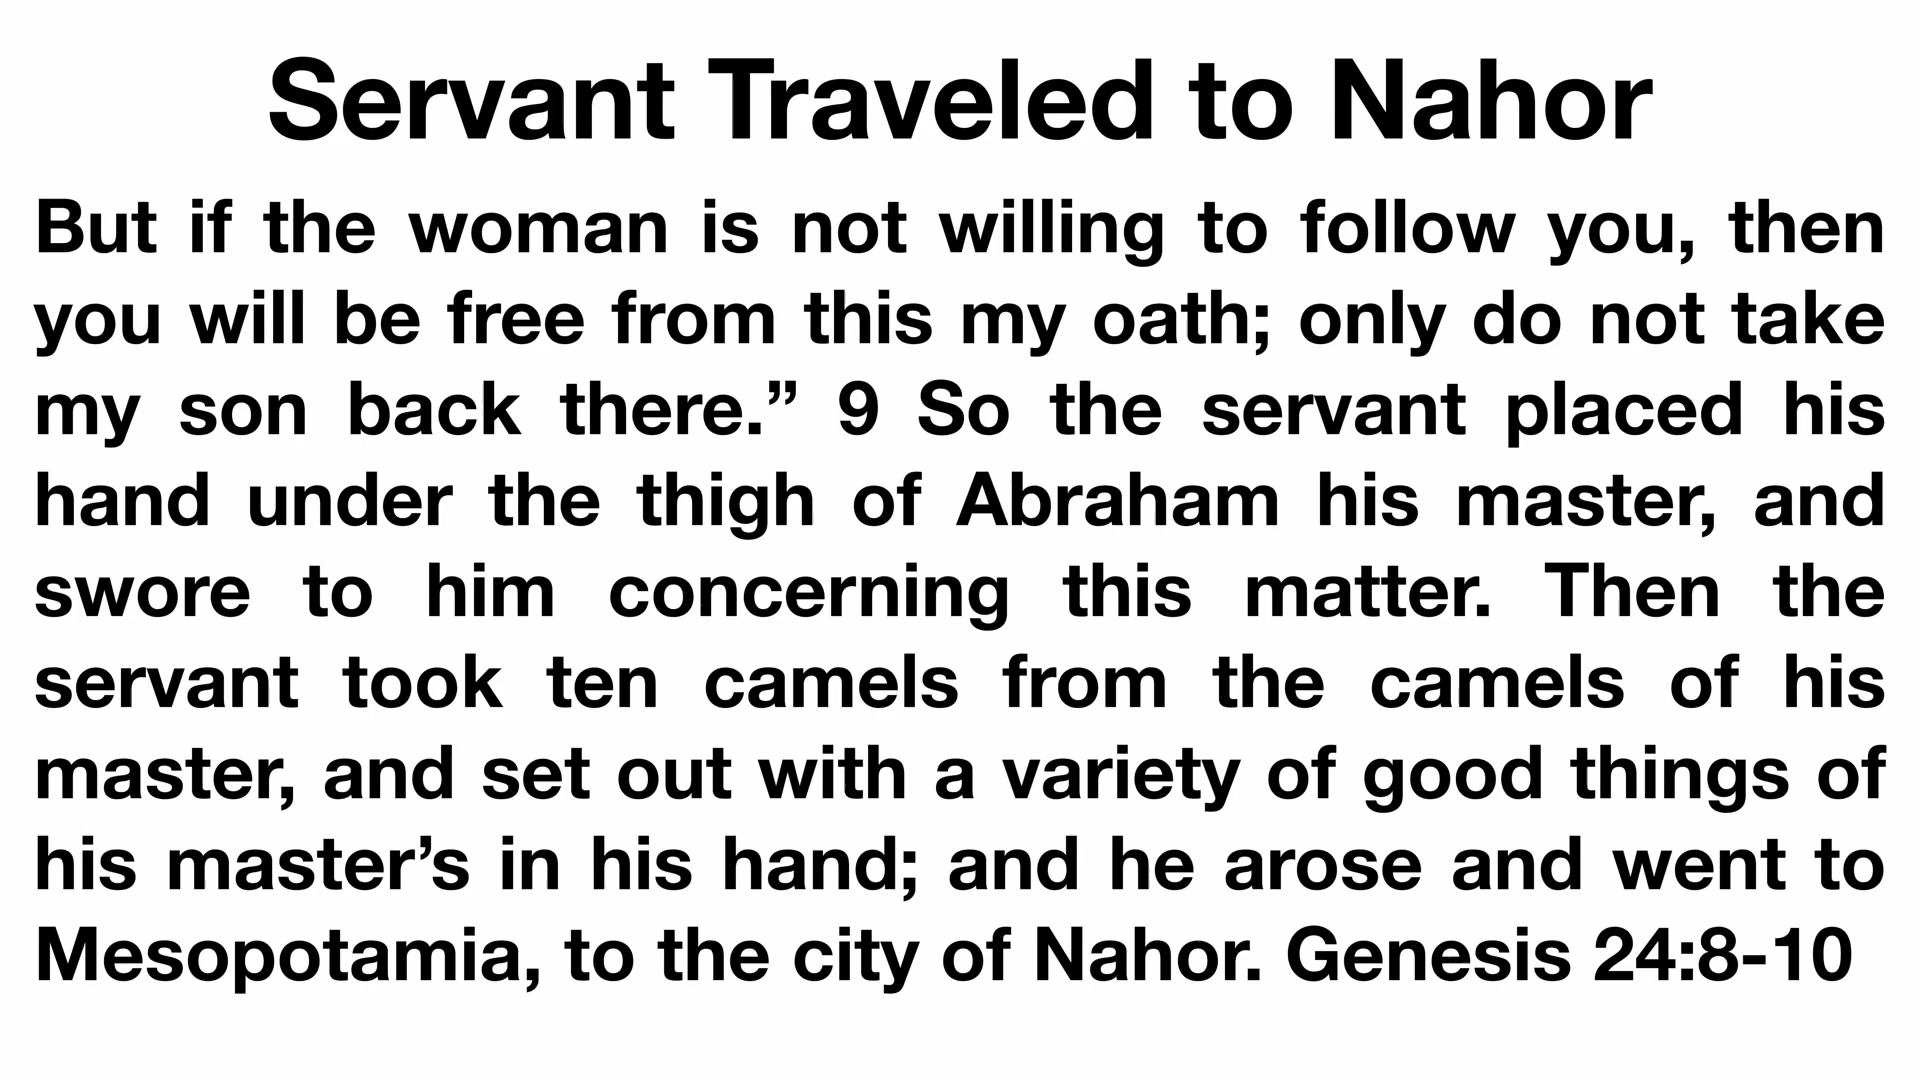 Servant Traveled to Nahor
But if the woman is not willing to follow you, then
you will be free from this my oath; only do not take
my son back there.” 9 So the servant placed his
hand under the thigh of Abraham his master, and
swore to him concerning this matter. Then the
servant took ten camels from the camels of his
master, and set out with a variety of good things of
his master’s in his hand; and he arose and went to
Mesopotamia, to the city of Nahor. Genesis 24:8-10